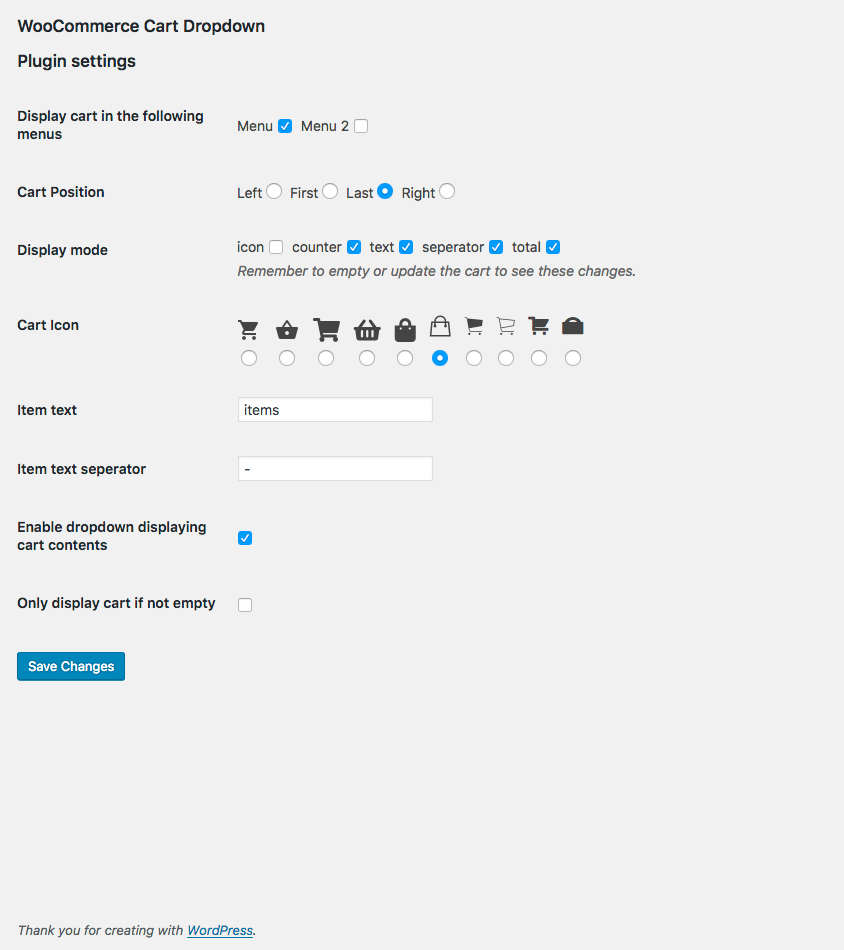 WooCommerce Cart Dropdown
Plugin settings
Display cart in the following
menus
Menu Menu 2
Cart Position
Left First Last Right
Display mode
icon counter text seperator total
Remember to empty or update the cart to see these changes.
Cart Icon
Item text
items
Item text seperator
-
Enable dropdown displaying
cart contents
Only display cart if not empty
Save Changes
Thank you for creating with WordPress.